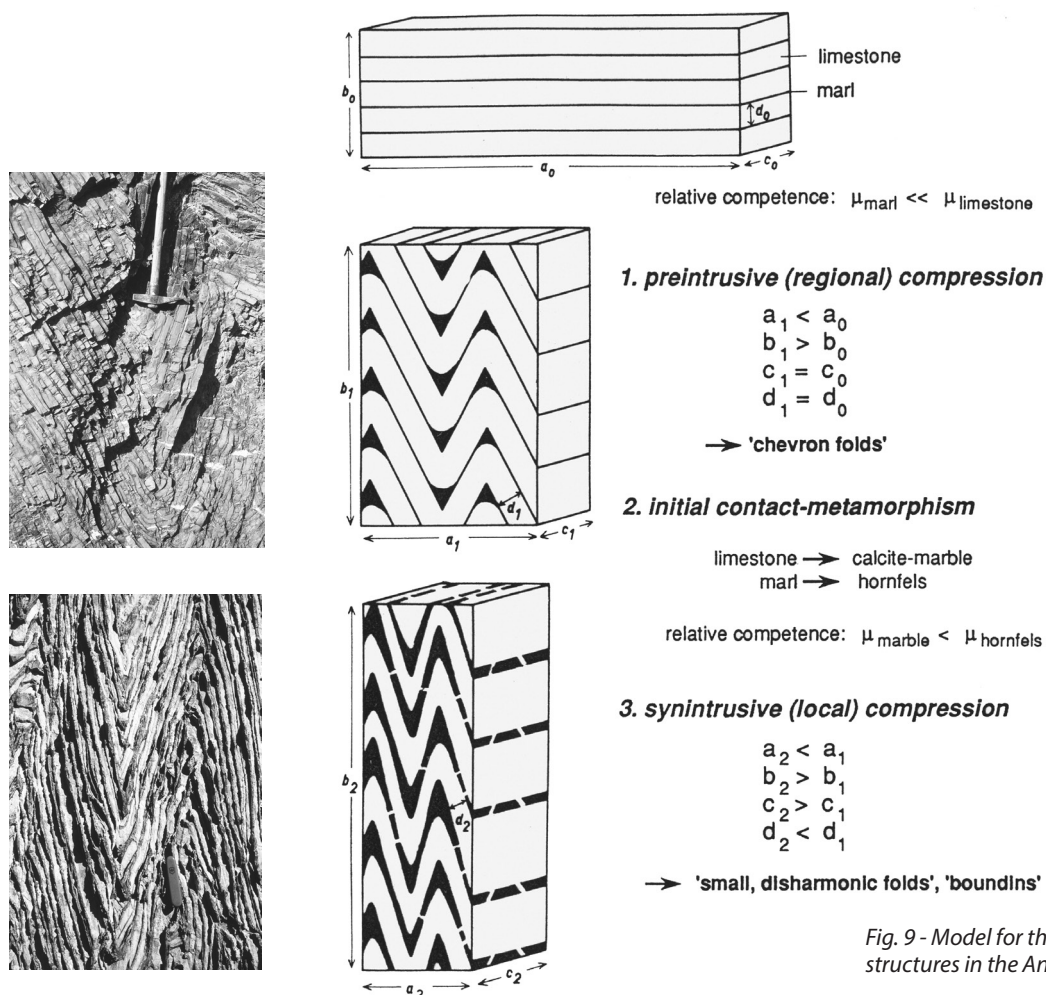 limestone
marl
b0
d0
a0
c0
relative competence: μmarl << μlimestone
1. preintrusive (regional) compression
a1 < a0
b1 > b0
c1 = c0
d1 = d0
→ 'chevron folds'
b1
d1
a1
c1
2. initial contact-metamorphism
limestone → calcite-marble
marl → hornfels
relative competence: μmarble < μhornfels
3. synintrusive (local) compression
a2 < a1
b2 > b1
c2 > c1
d2 < d1
→ 'small, disharmonic folds', 'boundins'
b2
d2
a2
c2
Fig. 9 - Model for th
structures in the An